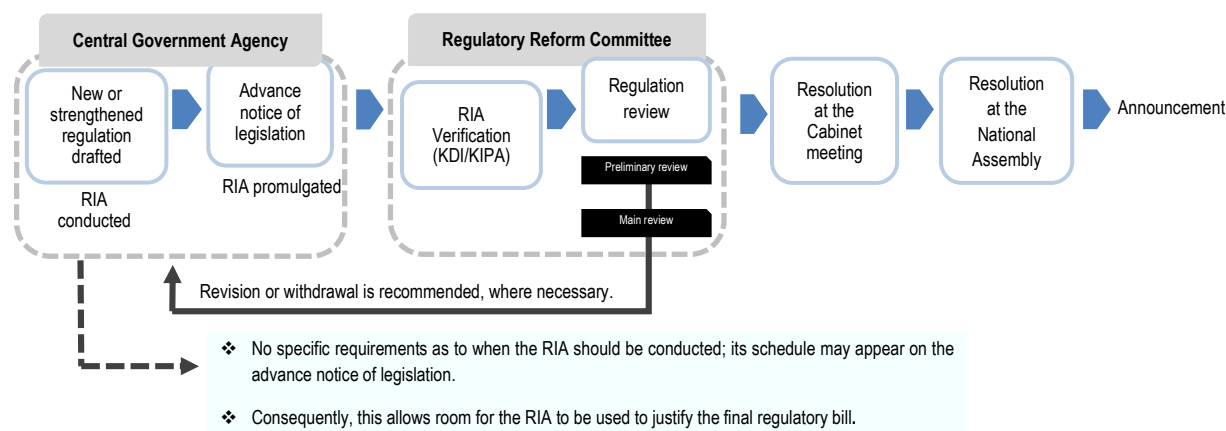 Central Government Agency
Regulatory Reform Committee
New or
strengthened
regulation
drafted
RIA
conducted
Advance
notice of
legislation
RIA promulgated
RIA
Verification
(KDI/KIPA)
Regulation
review
Preliminary review
Main review
Resolution
at the
Cabinet
meeting
Resolution
at the
National
Assembly
Announcement
Revision or withdrawal is recommended, where necessary.
❖ No specific requirements as to when the RIA should be conducted; its schedule may appear on the
advance notice of legislation.
❖ Consequently, this allows room for the RIA to be used to justify the final regulatory bill.